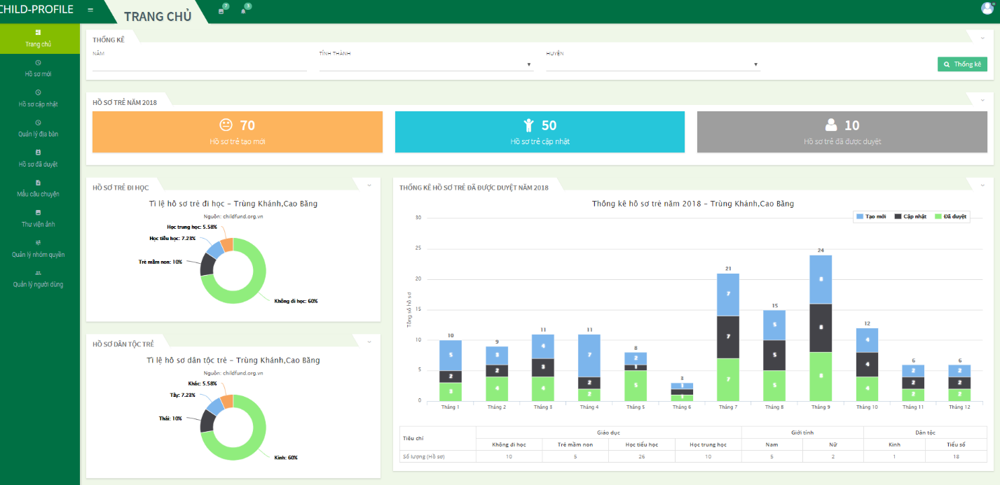 CHILD-PROFILE
TRANG CHỦ
7
3
Trang chủ
Hồ sơ mới
Hồ sơ cập nhật
Quản lý địa bàn
Hồ sơ đã duyệt
Mẫu câu chuyện
Thư viện ảnh
Quản lý nhóm quyền
Quản lý người dùng
THỐNG KÊ
NĂM
TỈNH THÀNH
HUYỆN
Thống kê
HỒ SƠ TRẺ NĂM 2018
70
Hồ sơ trẻ tạo mới
50
Hồ sơ trẻ cập nhật
10
Hồ sơ trẻ đã được duyệt
HỒ SƠ TRẺ ĐI HỌC
Tỉ lệ hồ sơ trẻ đi học - Trùng Khánh,Cao Bằng
Nguồn: childfund.org.vn
Học trung học: 5.58%
Học tiểu học: 7.23%
Trẻ mầm non: 10%
Không đi học: 60%
HỒ SƠ DÂN TỘC TRẺ
Tỉ lệ hồ sơ dân tộc trẻ - Trùng Khánh,Cao Bằng
Nguồn: childfund.org.vn
Khác: 5.58%
Tày: 7.23%
Thái: 10%
Kinh: 60%
THỐNG KÊ HỒ SƠ TRẺ ĐÃ ĐƯỢC DUYỆT NĂM 2018
Thống kê hồ sơ trẻ năm 2018 - Trùng Khánh,Cao Bằng
Tạo mới Cập nhật Đã duyệt
Tổng số hồ sơ
30
25
20
15
10
5
0
10 9 11 11 8 3 21 15 24 12 6 6
5 3 4 7 2 1 7 5 8 4 2 2
2 2 3 2 1 7 5 8 4 2 2
3 4 4 2 5 1 7 5 8 4 2 2
Tháng 1 Tháng 2 Tháng 3 Tháng 4 Tháng 5 Tháng 6 Tháng 7 Tháng 8 Tháng 9 Tháng 10 Tháng 11 Tháng 12
Tiêu chí Giáo dục Giới tính Dân tộc
Không đi học Trẻ mầm non Học tiểu học Học trung học Nam Nữ Kinh Tiểu số
Số lượng (Hồ sơ) 10 5 26 10 5 2 1 18